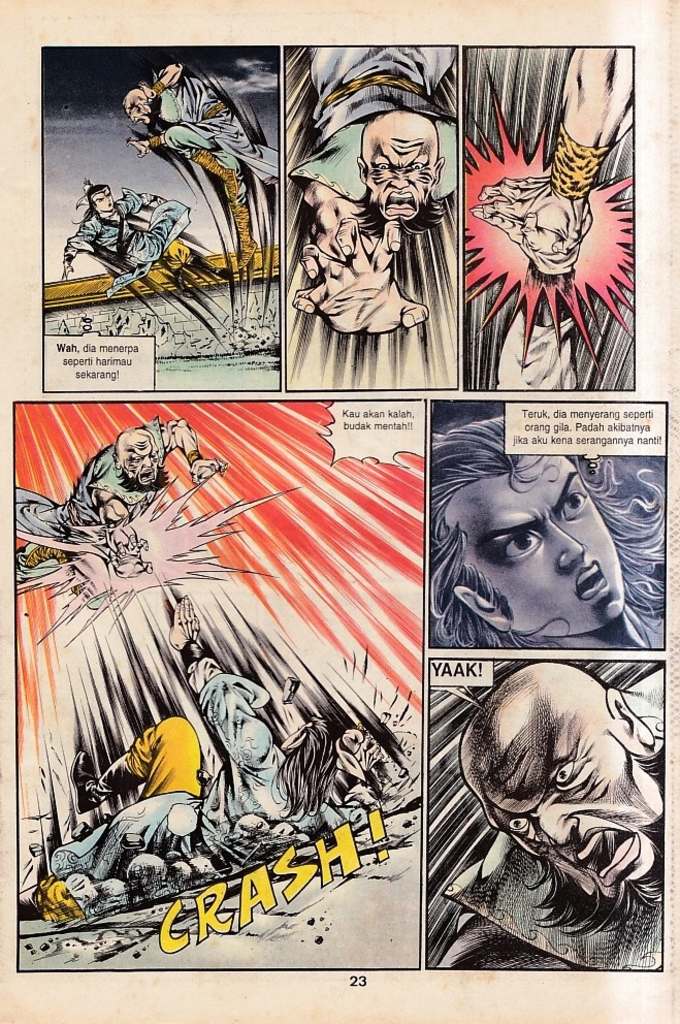 Wah, dia menerpa
seperti harimau
sekarang!
Kau akan kalah,
budak mentah!!
CRASH!
Teruk, dia menyerang seperti
orang gila. Padah akibatnya
jika aku kena serangannya nanti!
YAAK!
23